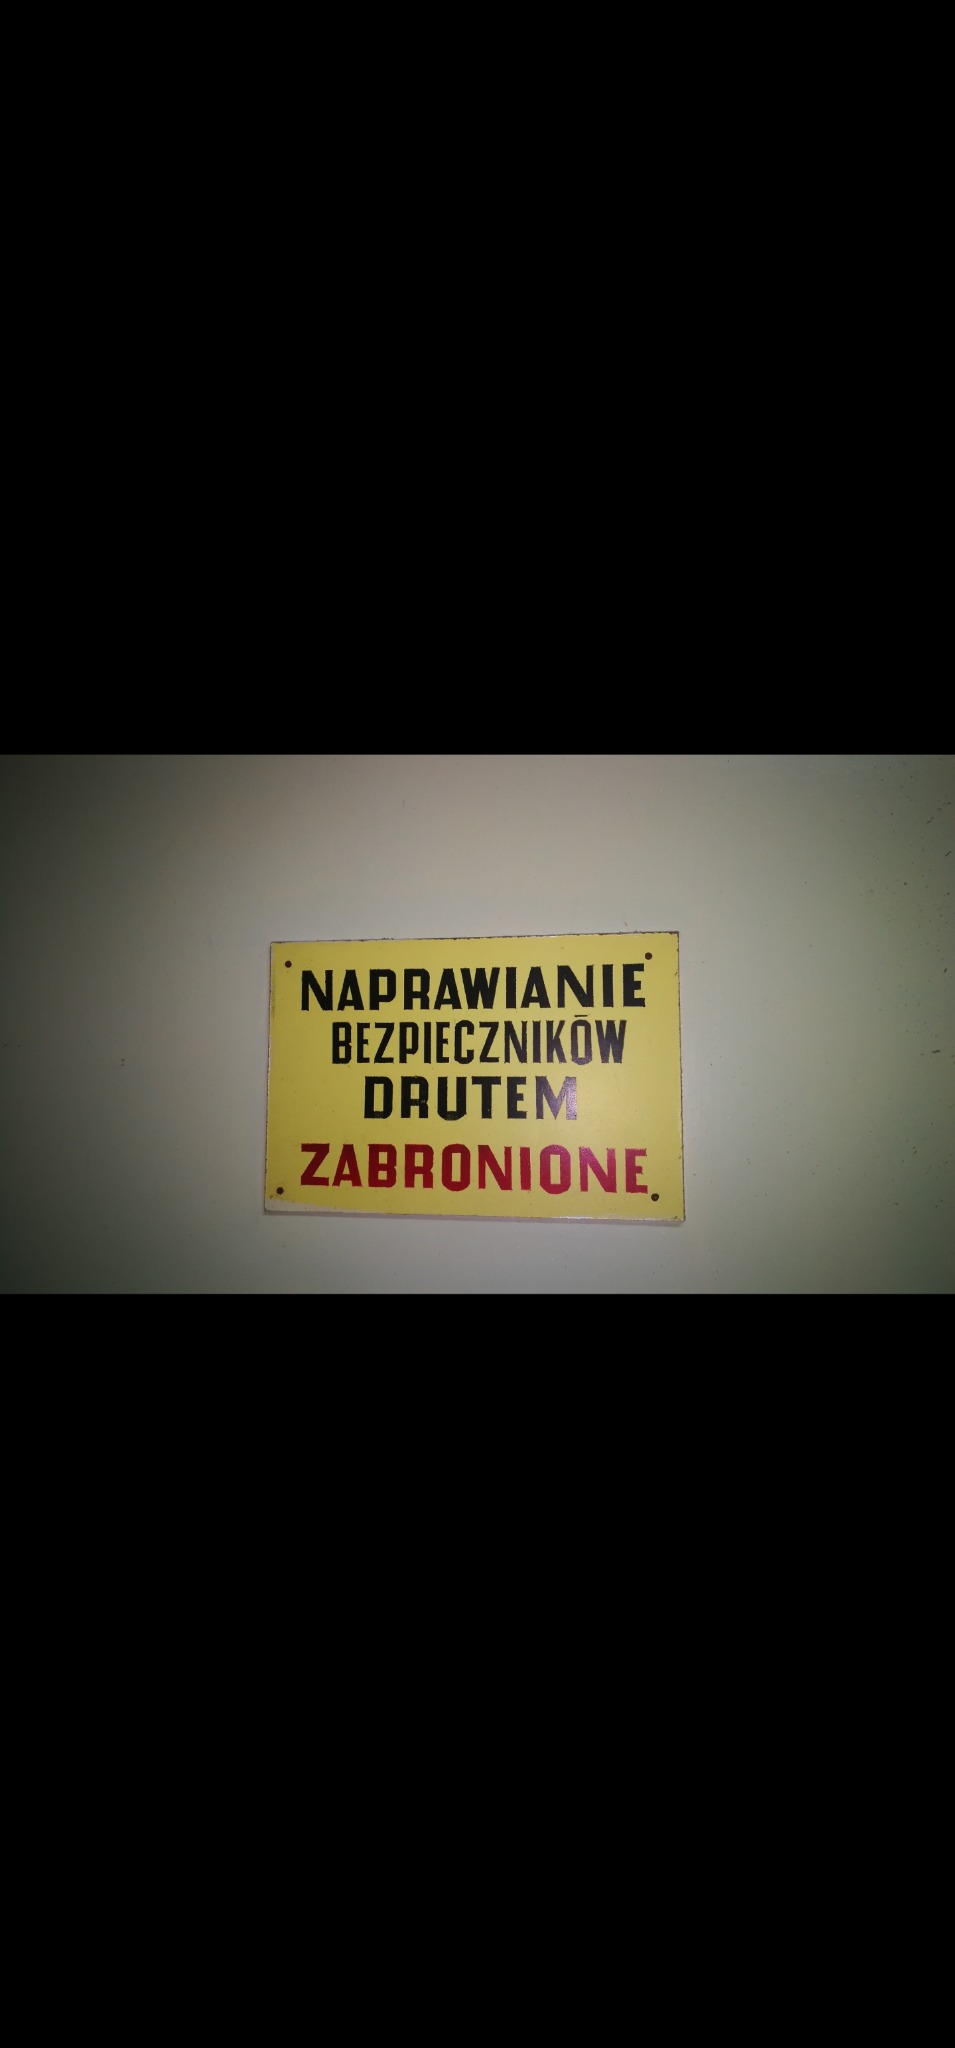 NAPRAWIANIE
BEZPIECZNIKÓW
DRUTEM
ZABRONIONE